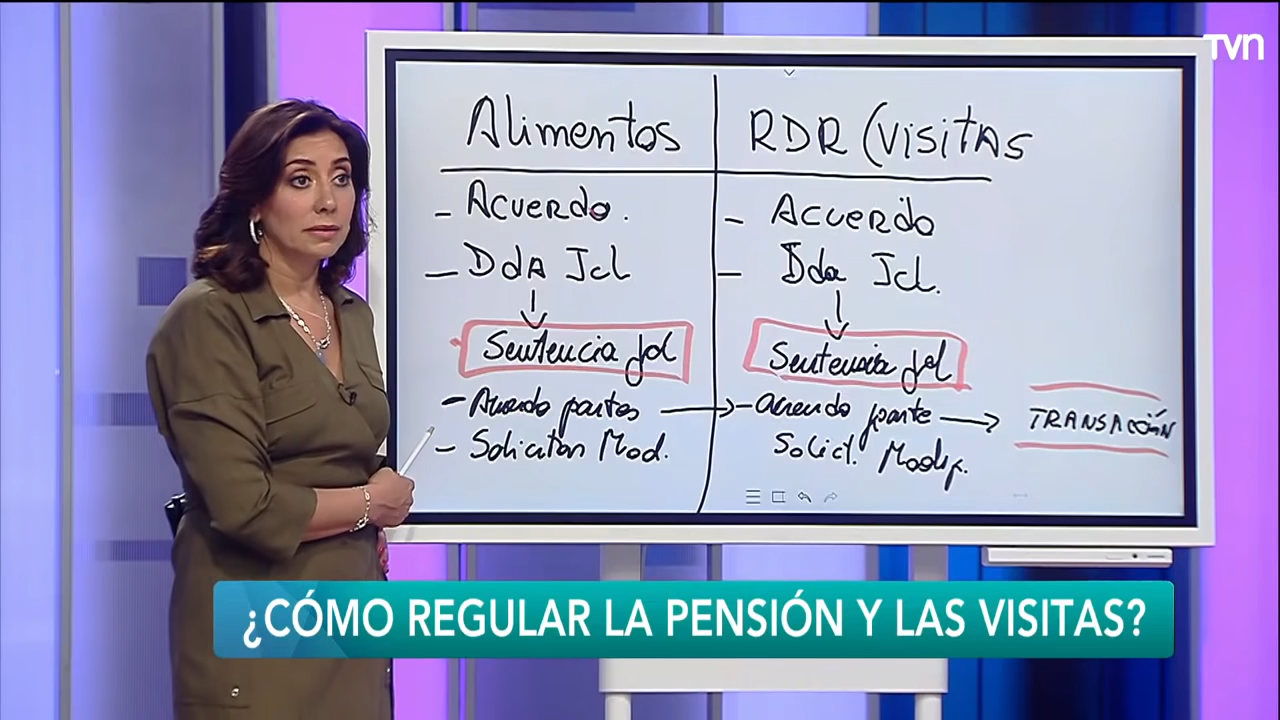 TVN
Alimentos
RDR (VISITAS
- Acuerdo.
- Acuerdo
- DdA Jcl
- Dda Jcl.
Sentencia Jdl
Sentencia Jdl
- Acuerdo partes
- Acuerdo parte
TRANSACCIÓN
- Solicitan Mod.
Solict. Modif.
¿CÓMO REGULAR LA PENSIÓN Y LAS VISITAS?